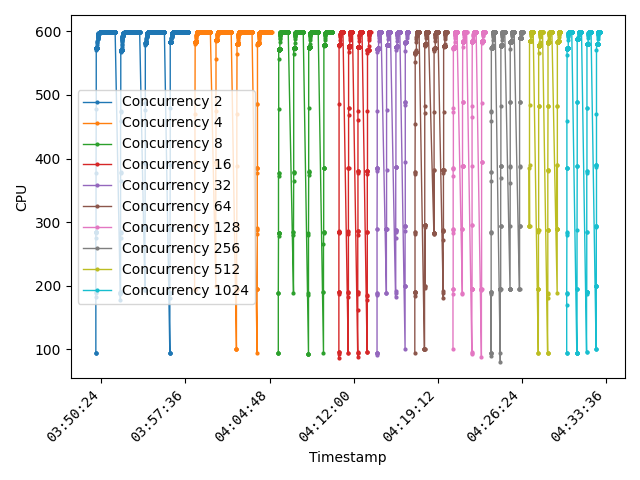 600
500
400
300
200
100
CPU
Concurrency 2
Concurrency 4
Concurrency 8
Concurrency 16
Concurrency 32
Concurrency 64
Concurrency 128
Concurrency 256
Concurrency 512
Concurrency 1024
03:50:24
03:57:36
04:04:48
04:12:00
04:19:12
04:26:24
04:33:36
Timestamp